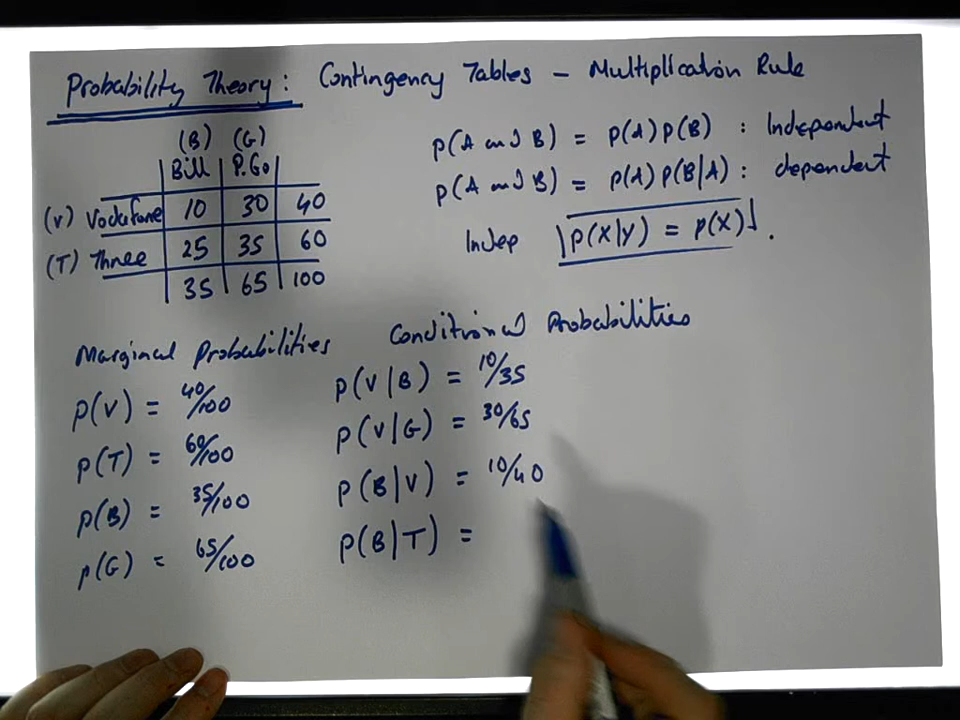 Probability Theory: Contingency Tables - Multiplication Rule
(B) (G)
Bill P.Go
(V) Vodafone 10 30 40
(T) Three 25 35 60
35 65 100
P(A and B) = P(A)P(B) : Independent
P(A and B) = P(A)P(B|A) : dependent
Indep P(X|Y) = P(X).
Marginal Probabilities
P(V) = 40/100
P(T) = 60/100
P(B) = 35/100
P(G) = 65/100
Conditional Probabilities
P(V|B) = 10/35
P(V|G) = 30/65
P(B|V) = 10/40
P(B|T) =